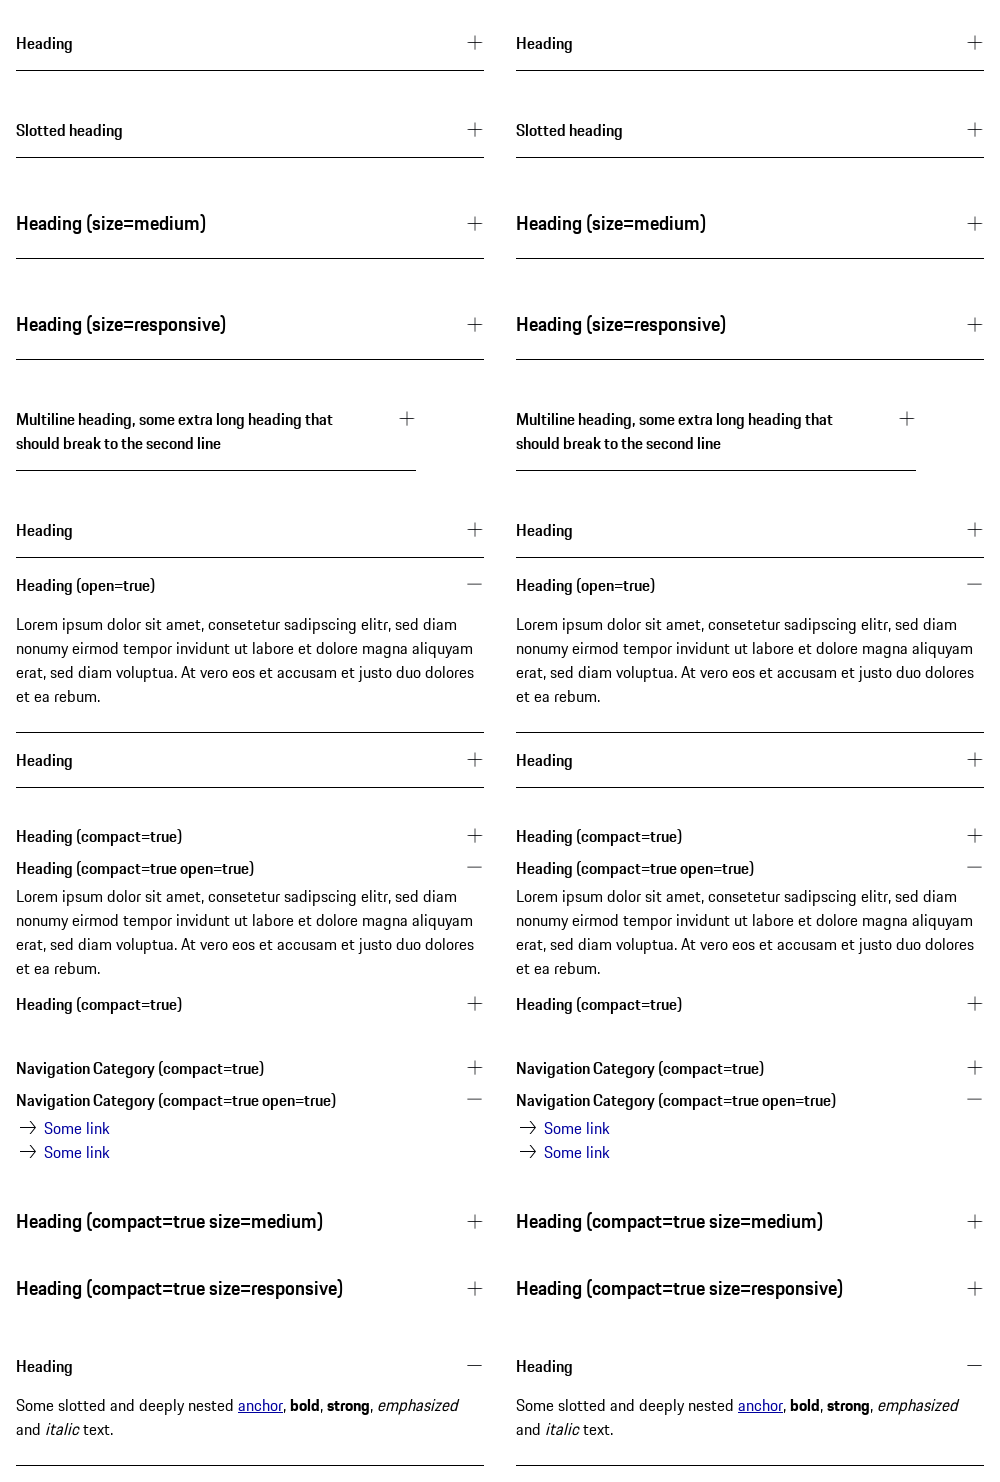 Heading
Slotted heading
Heading (size=medium)
Heading (size=responsive)
Multiline heading, some extra long heading that
should break to the second line
Heading
Heading (open=true)
Lorem ipsum dolor sit amet, consetetur sadipscing elitr, sed diam
nonumy eirmod tempor invidunt ut labore et dolore magna aliquyam
erat, sed diam voluptua. At vero eos et accusam et justo duo dolores
et ea rebum.
Heading
Heading (compact=true)
Heading (compact=true open=true)
Lorem ipsum dolor sit amet, consetetur sadipscing elitr, sed diam
nonumy eirmod tempor invidunt ut labore et dolore magna aliquyam
erat, sed diam voluptua. At vero eos et accusam et justo duo dolores
et ea rebum.
Heading (compact=true)
Navigation Category (compact=true)
Navigation Category (compact=true open=true)
Some link
Some link
Heading (compact=true size=medium)
Heading (compact=true size=responsive)
Heading
Some slotted and deeply nested anchor, bold, strong, emphasized
and italic text.
Heading
Slotted heading
Heading (size=medium)
Heading (size=responsive)
Multiline heading, some extra long heading that
should break to the second line
Heading
Heading (open=true)
Lorem ipsum dolor sit amet, consetetur sadipscing elitr, sed diam
nonumy eirmod tempor invidunt ut labore et dolore magna aliquyam
erat, sed diam voluptua. At vero eos et accusam et justo duo dolores
et ea rebum.
Heading
Heading (compact=true)
Heading (compact=true open=true)
Lorem ipsum dolor sit amet, consetetur sadipscing elitr, sed diam
nonumy eirmod tempor invidunt ut labore et dolore magna aliquyam
erat, sed diam voluptua. At vero eos et accusam et justo duo dolores
et ea rebum.
Heading (compact=true)
Navigation Category (compact=true)
Navigation Category (compact=true open=true)
Some link
Some link
Heading (compact=true size=medium)
Heading (compact=true size=responsive)
Heading
Some slotted and deeply nested anchor, bold, strong, emphasized
and italic text.